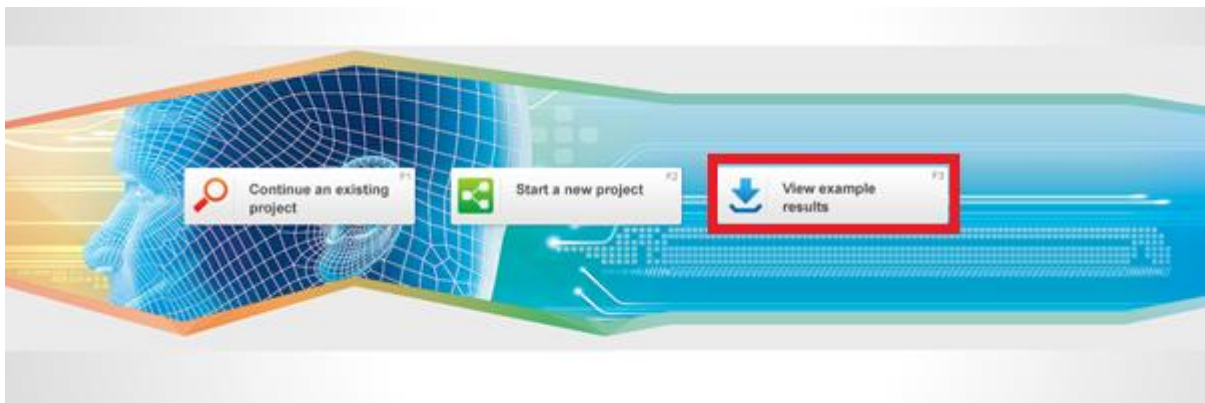 F1
Continue an existing
project
F2
Start a new project
F3
View example
results